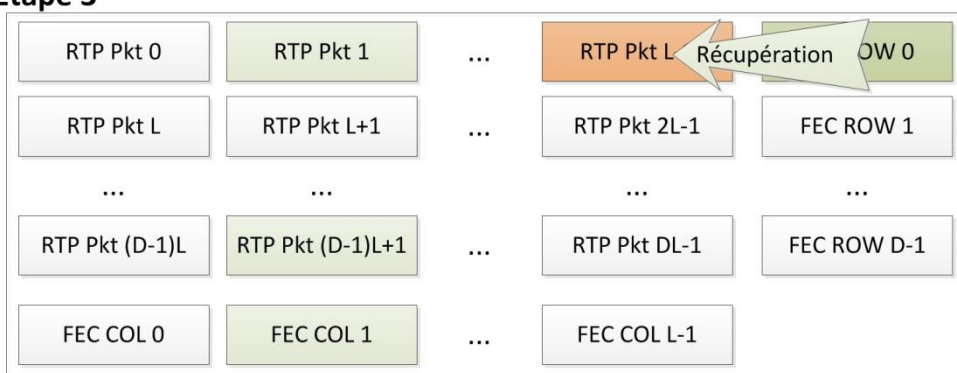 Etape 3
RTP Pkt 0 RTP Pkt 1 ... RTP Pkt L Récupération OW 0
RTP Pkt L RTP Pkt L+1 ... RTP Pkt 2L-1 FEC ROW 1
... ... ... ...
RTP Pkt (D-1)L RTP Pkt (D-1)L+1 ... RTP Pkt DL-1 FEC ROW D-1
FEC COL 0 FEC COL 1 ... FEC COL L-1